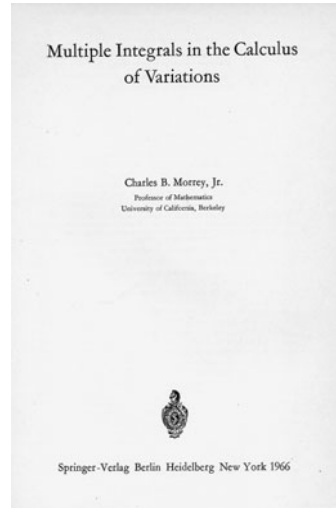 Multiple Integrals in the Calculus
of Variations
Charles B. Morrey, Jr.
Professor of Mathematics
University of California, Berkeley
Springer-Verlag Berlin Heidelberg New York 1966